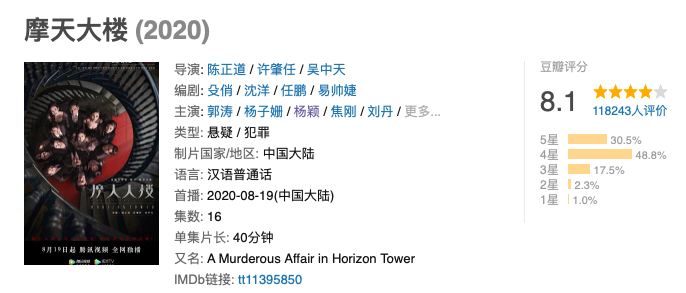 摩天大楼 (2020)
导演: 陈正道 / 许肇任 / 吴中天
编剧: 殳俏 / 沈洋 / 任鹏 / 易帅婕
主演: 郭涛 / 杨子姗 / 杨颖 / 焦刚 / 刘丹 / 更多...
类型: 悬疑 / 犯罪
制片国家/地区: 中国大陆
语言: 汉语普通话
首播: 2020-08-19(中国大陆)
集数: 16
单集片长: 40分钟
又名: A Murderous Affair in Horizon Tower
IMDb链接: tt11395850
摩天大楼
8月19日起 腾讯视频 全网独播
豆瓣评分
8.1
118243人评价
5星 30.5%
4星 48.8%
3星 17.5%
2星 2.3%
1星 1.0%